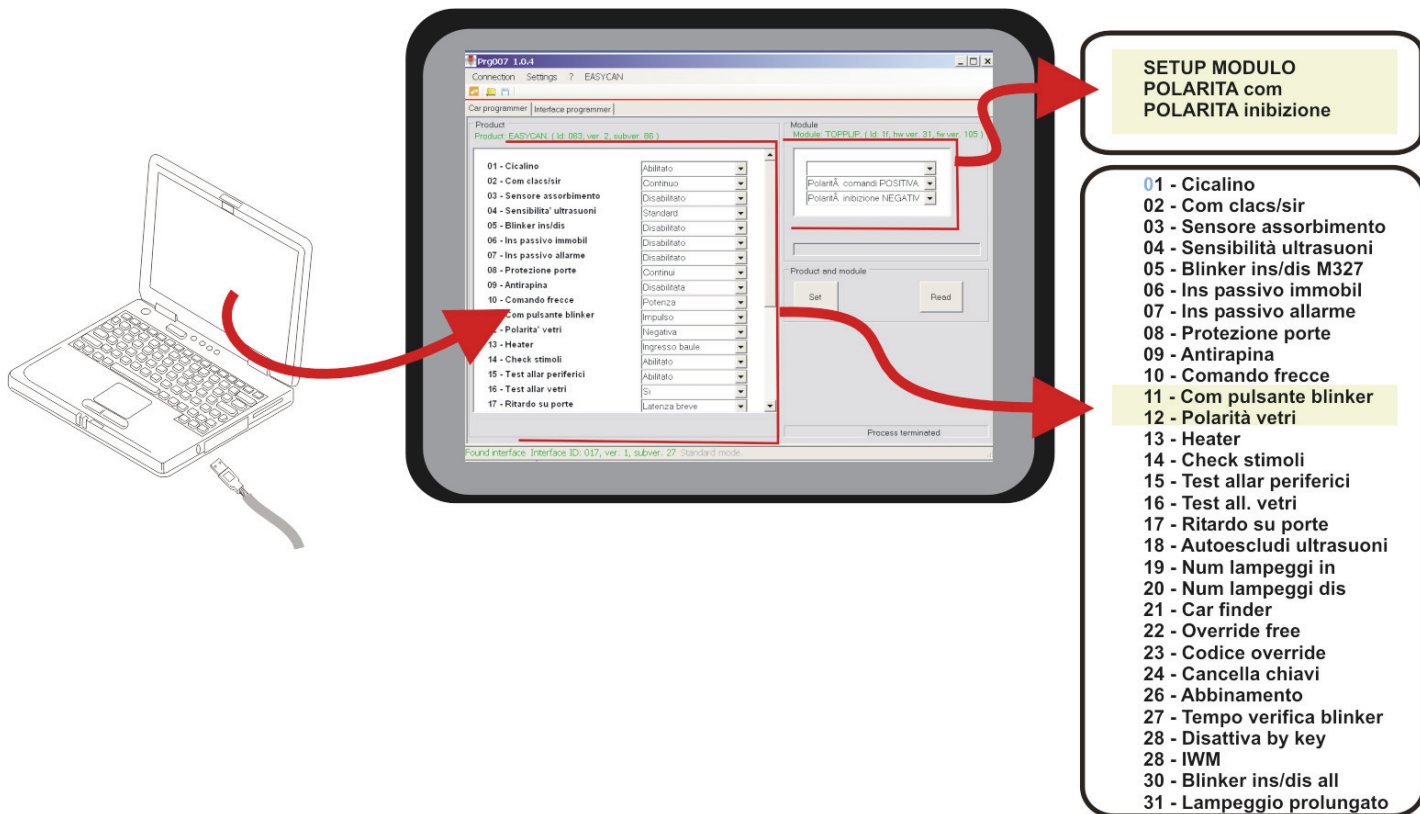 Prg007 1.0.4
Connection Settings ? EASYCAN
Car programmer Interface programmer
Product
Product: EASYCAN ( Id: 063, ver. 2, subver. 86 )
01 - Cicalino Abilitato
02 - Com clacs/sir Continuo
03 - Sensore assorbimento Disabilitato
04 - Sensibilita' ultrasuoni Standard
05 - Blinker ins/dis Disabilitato
06 - Ins passivo immobil Disabilitato
07 - Ins passivo allarme Disabilitato
08 - Protezione porte Continui
09 - Antirapina Disabilitata
10 - Comando frecce Potenza
Com pulsante blinker Impulso
- Polarita' vetri Negativa
13 - Heater Ingresso baule
14 - Check stimoli Abilitato
15 - Test allar periferici Abilitato
16 - Test allar vetri Si
17 - Ritardo su porte Latenza breve
Module
Module: TOPPLIP ( Id: 1f, hw ver. 31, fw ver. 105 )
PolaritÃ comandi POSITIVA
PolaritÃ inibizione NEGATIV
Product and module
Set Read
Process terminated
Found interface Interface ID: 017, ver. 1, subver. 27 Standard mode
SETUP MODULO
POLARITA com
POLARITA inibizione
01 - Cicalino
02 - Com clacs/sir
03 - Sensore assorbimento
04 - Sensibilità ultrasuoni
05 - Blinker ins/dis M327
06 - Ins passivo immobil
07 - Ins passivo allarme
08 - Protezione porte
09 - Antirapina
10 - Comando frecce
11 - Com pulsante blinker
12 - Polarità vetri
13 - Heater
14 - Check stimoli
15 - Test allar periferici
16 - Test all. vetri
17 - Ritardo su porte
18 - Autoescludi ultrasuoni
19 - Num lampeggi in
20 - Num lampeggi dis
21 - Car finder
22 - Override free
23 - Codice override
24 - Cancella chiavi
26 - Abbinamento
27 - Tempo verifica blinker
28 - Disattiva by key
28 - IWM
30 - Blinker ins/dis all
31 - Lampeggio prolungato